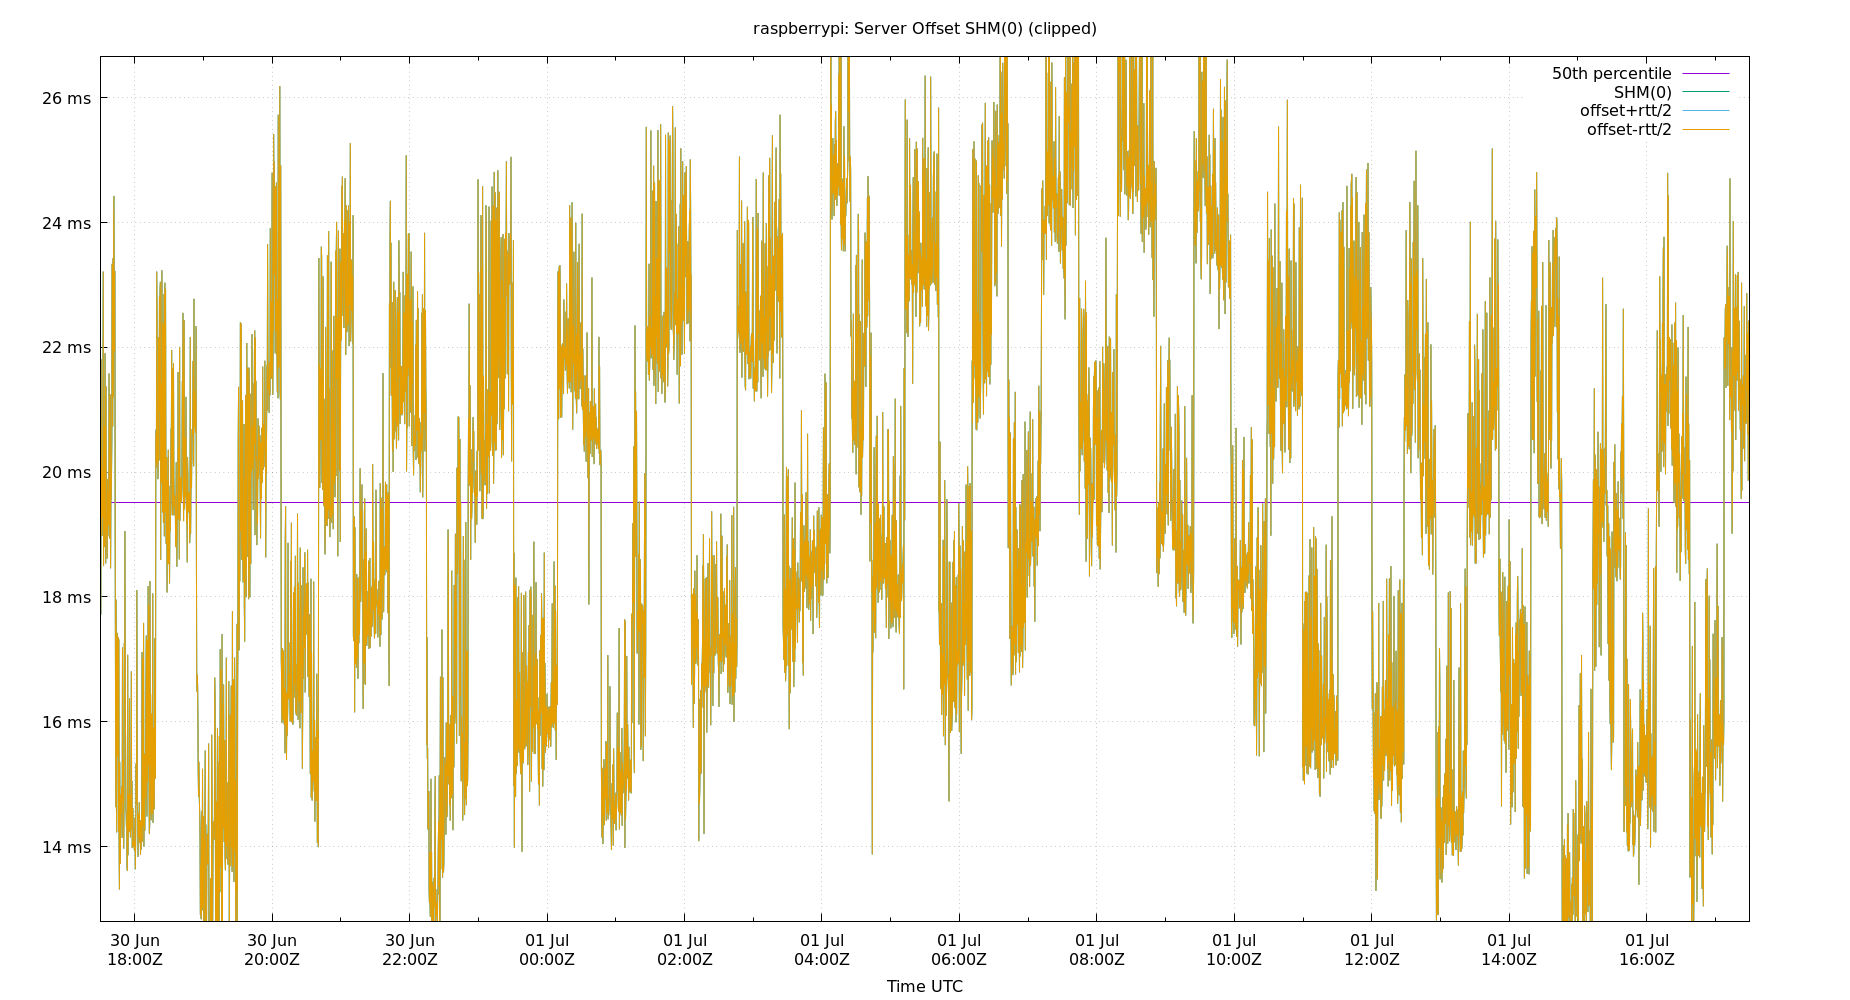 raspberrypi: Server Offset SHM(0) (clipped)
50th percentile
SHM(0)
offset+rtt/2
offset-rtt/2
26 ms
24 ms
22 ms
20 ms
18 ms
16 ms
14 ms
30 Jun 30 Jun 30 Jun 01 Jul 01 Jul 01 Jul 01 Jul 01 Jul 01 Jul 01 Jul 01 Jul 01 Jul
18:00Z 20:00Z 22:00Z 00:00Z 02:00Z 04:00Z 06:00Z 08:00Z 10:00Z 12:00Z 14:00Z 16:00Z
Time UTC